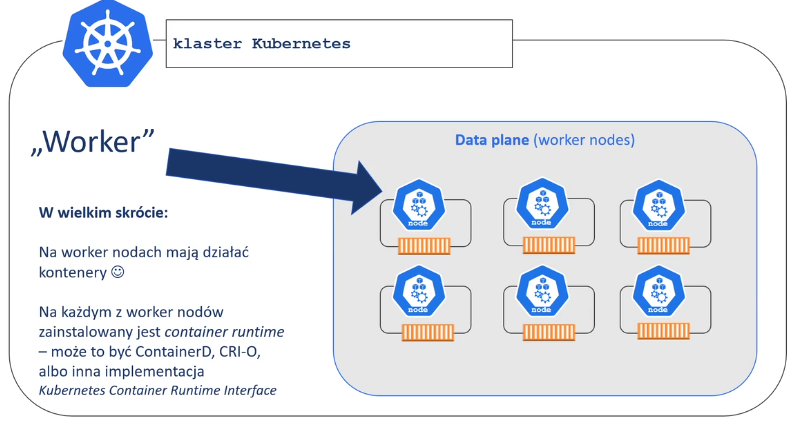 klaster Kubernetes
„Worker”
Data plane (worker nodes)
W wielkim skrócie:
Na worker nodach mają działać
kontenery ☺
Na każdym z worker nodów
zainstalowany jest container runtime
– może to być ContainerD, CRI-O,
albo inna implementacja
Kubernetes Container Runtime Interface
node
node
node
node
node
node